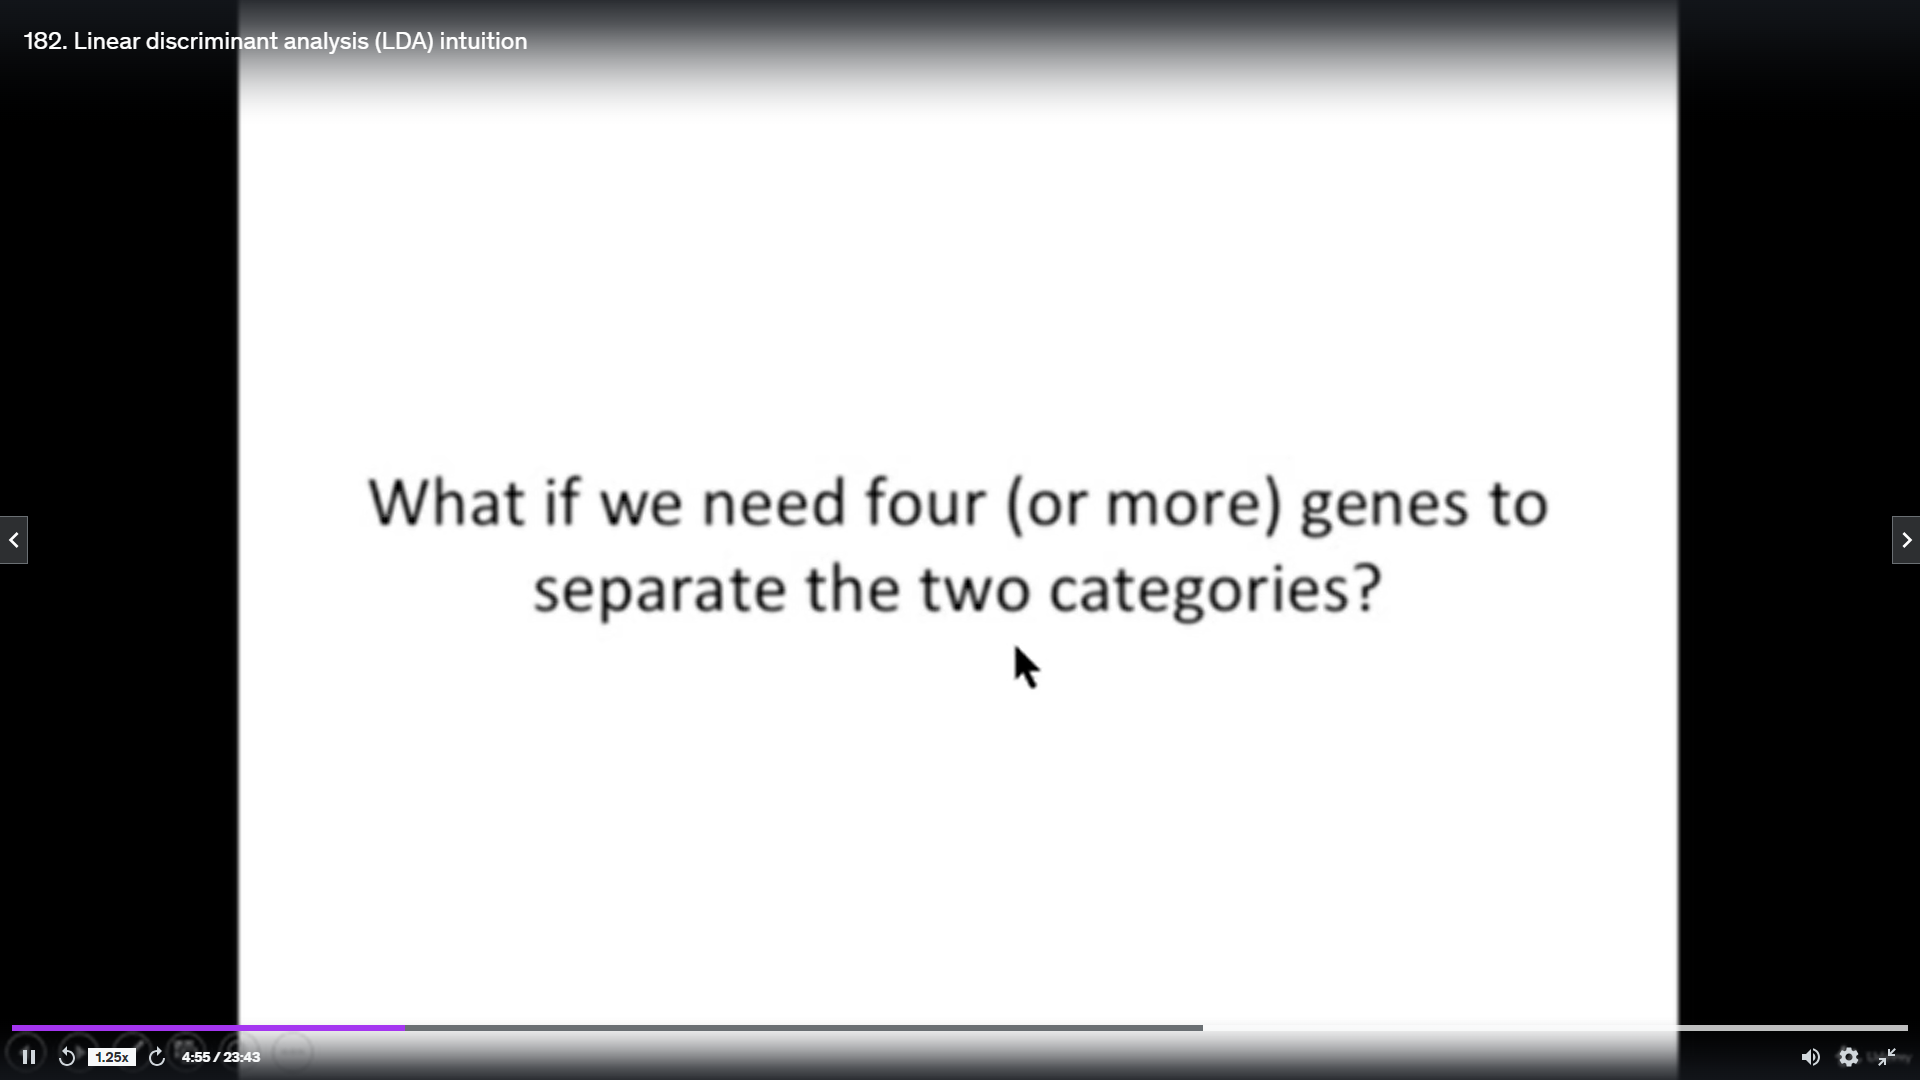 182. Linear discriminant analysis (LDA) intuition
What if we need four (or more) genes to
separate the two categories?
1.25x
4:55 / 23:43